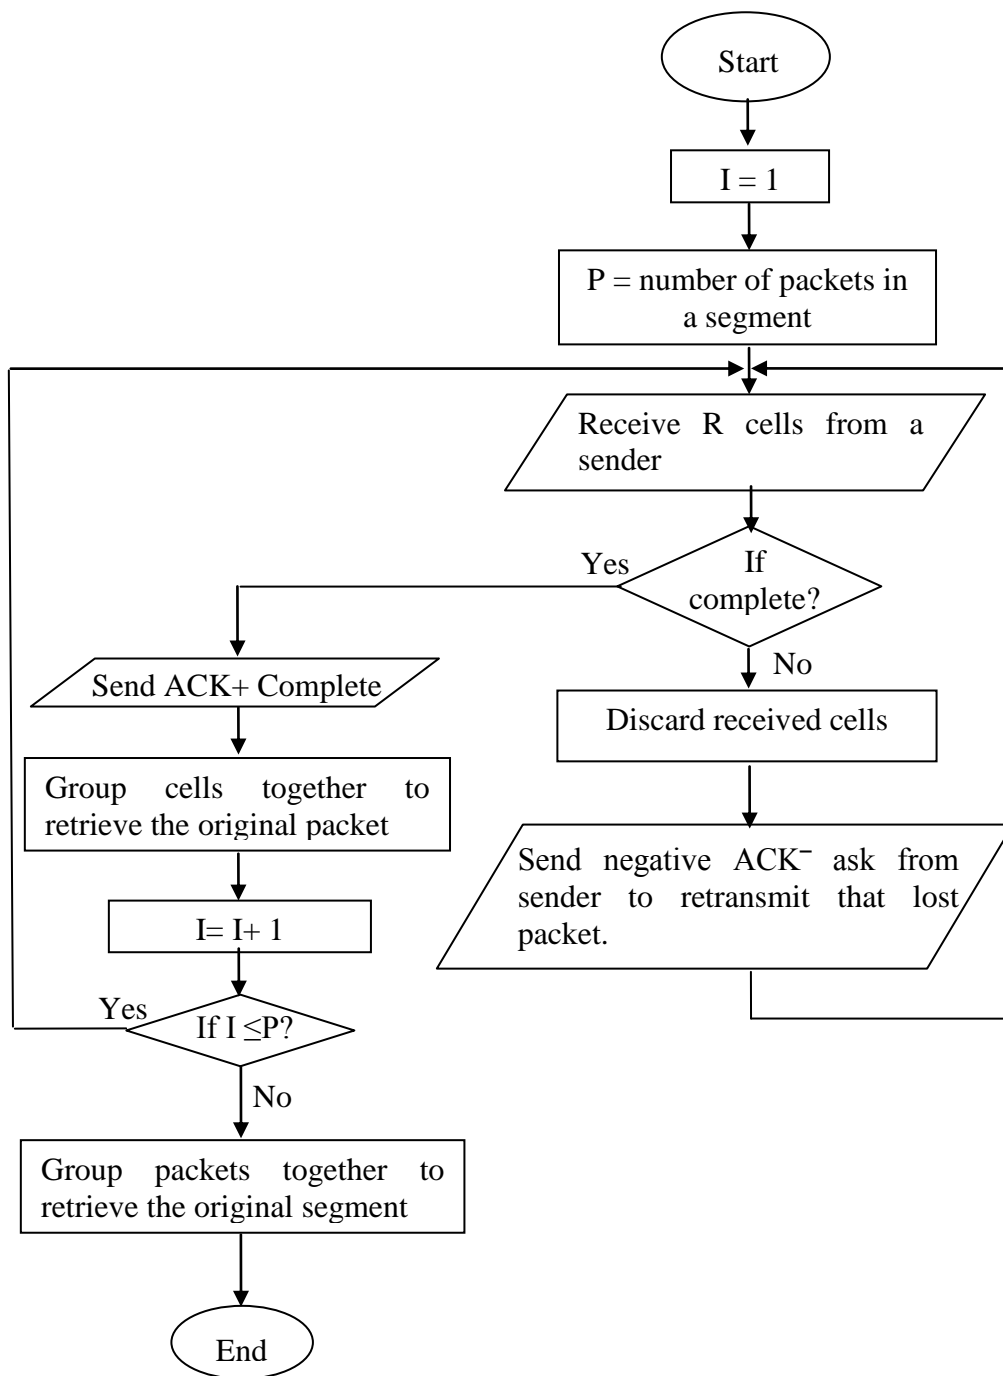 Start
I = 1
P = number of packets in
a segment
Receive R cells from a
sender
If
complete?
Yes
No
Send ACK+ Complete
Discard received cells
Group cells together to
retrieve the original packet
Send negative ACK⁻ ask from
sender to retransmit that lost
packet.
I= I+ 1
If I ≤P?
Yes
No
Group packets together to
retrieve the original segment
End